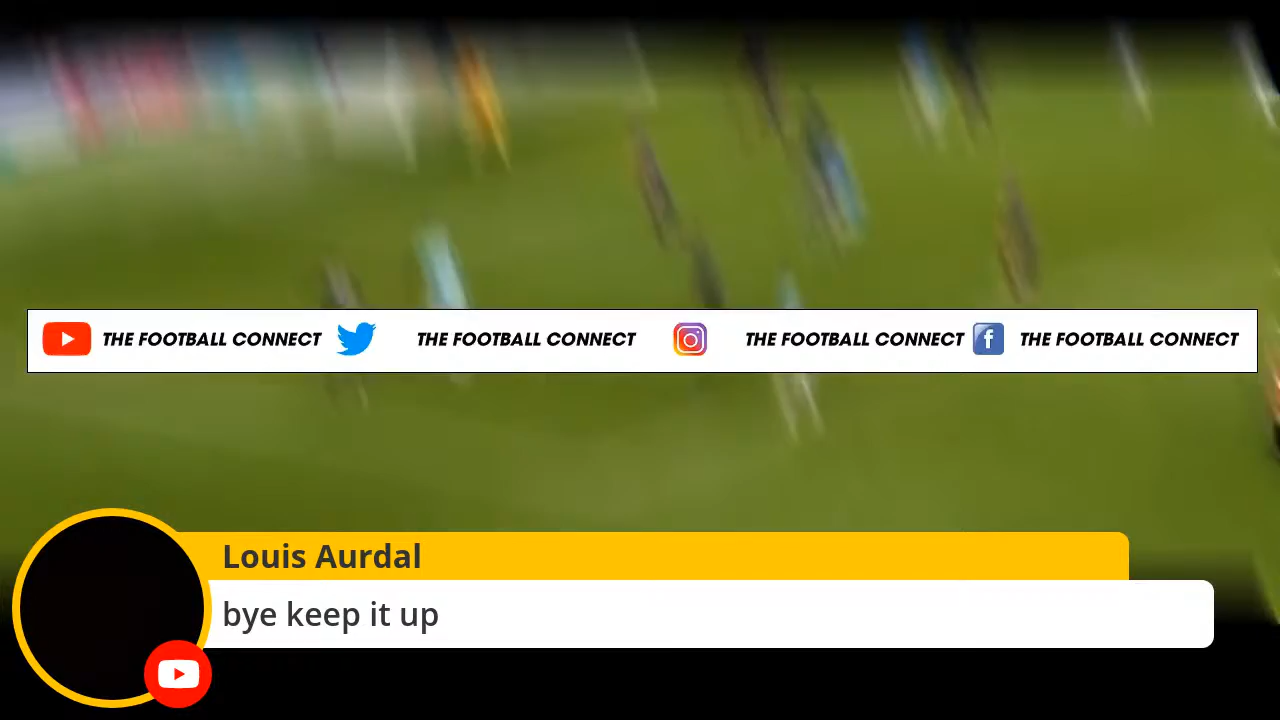 THE FOOTBALL CONNECT THE FOOTBALL CONNECT THE FOOTBALL CONNECT THE FOOTBALL CONNECT
Louis Aurdal
bye keep it up